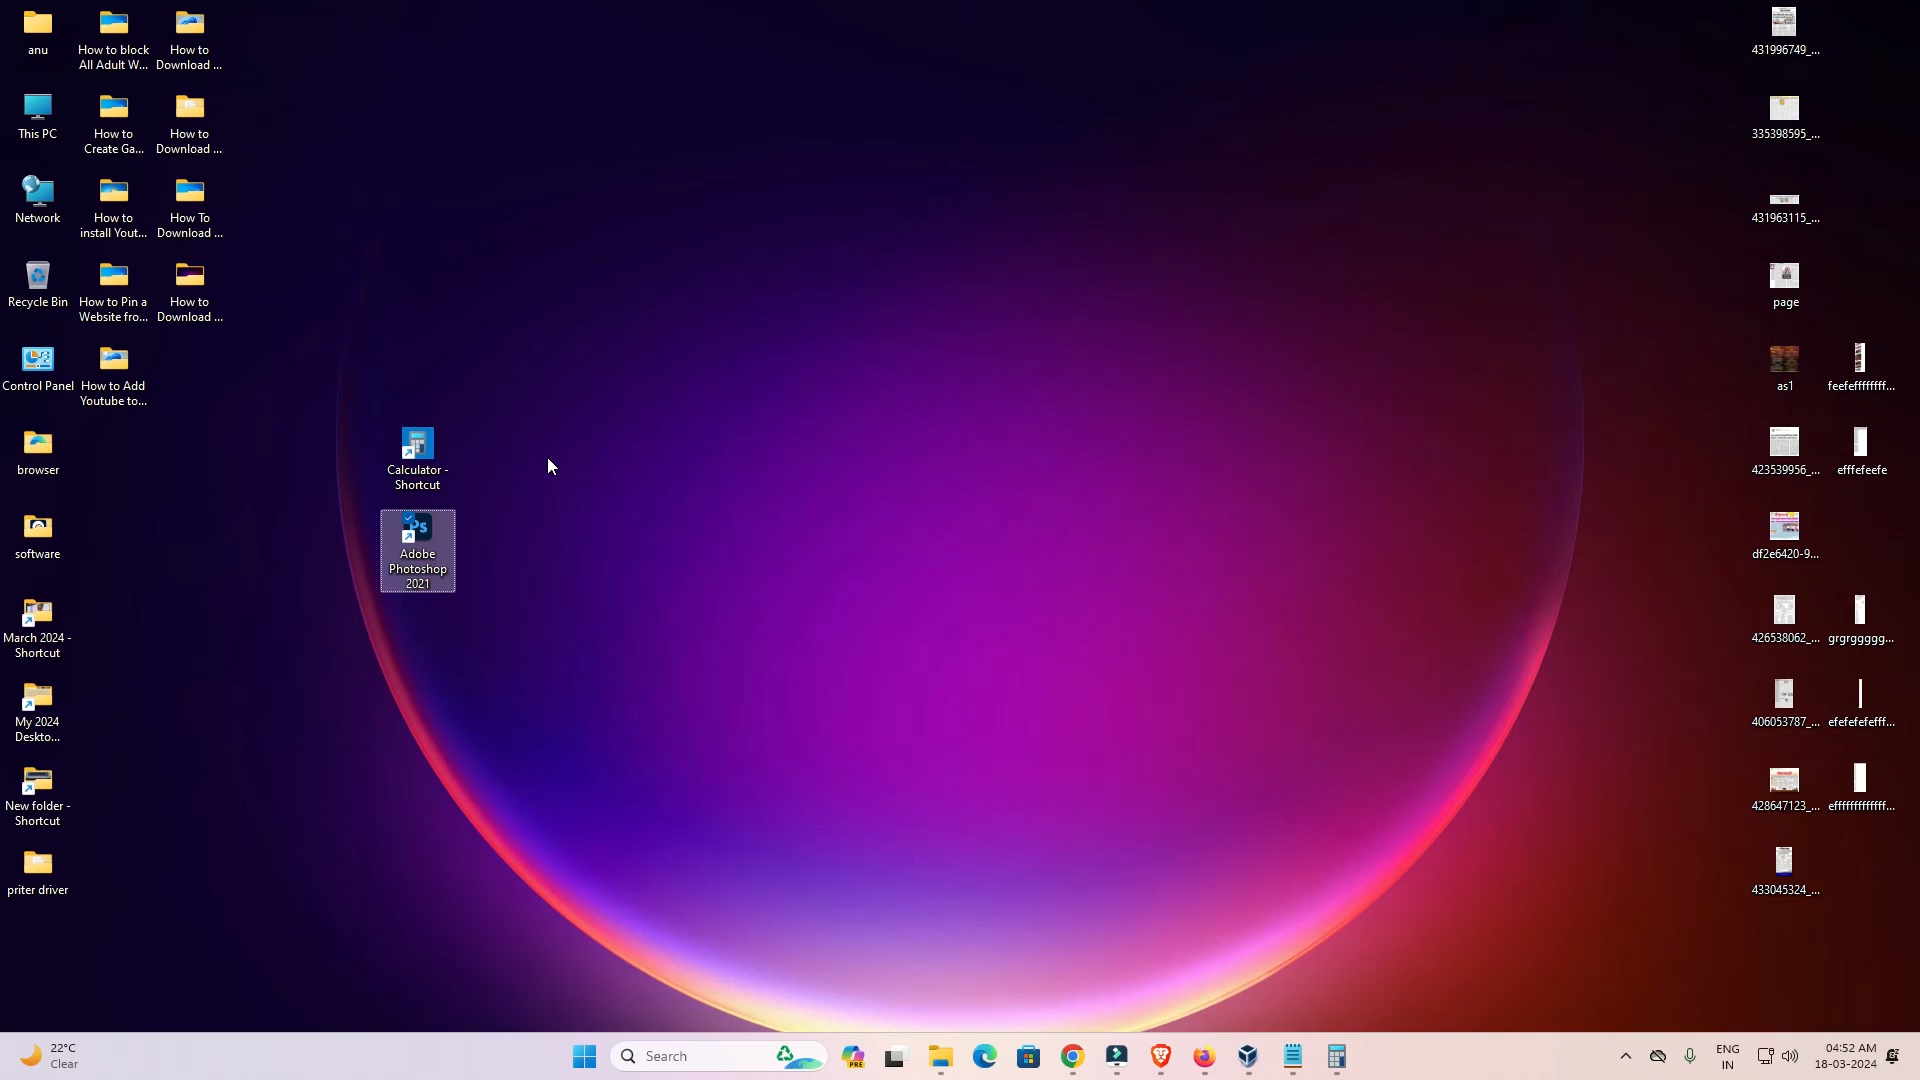 anu
How to block
All Adult W...
How to
Download ...
This PC
How to
Create Ga...
How to
Download ...
Network
How to
install Yout...
How To
Download ...
Recycle Bin
How to Pin a
Website fro...
How to
Download ...
Control Panel
How to Add
Youtube to...
browser
software
March 2024 -
Shortcut
My 2024
Deskto...
New folder -
Shortcut
priter driver
Calculator -
Shortcut
Ps
Adobe
Photoshop
2021
431996749_...
335398595_...
431963115_...
page
as1
feefeffffffff...
423539956_...
efffefeefe
df2e6420-9...
426538062_...
grgrggggg...
406053787_...
efefefefefff...
428647123_...
effffffffffff...
433045324_...
22°C
Clear
Search
PRE
ENG
IN
04:52 AM
18-03-2024